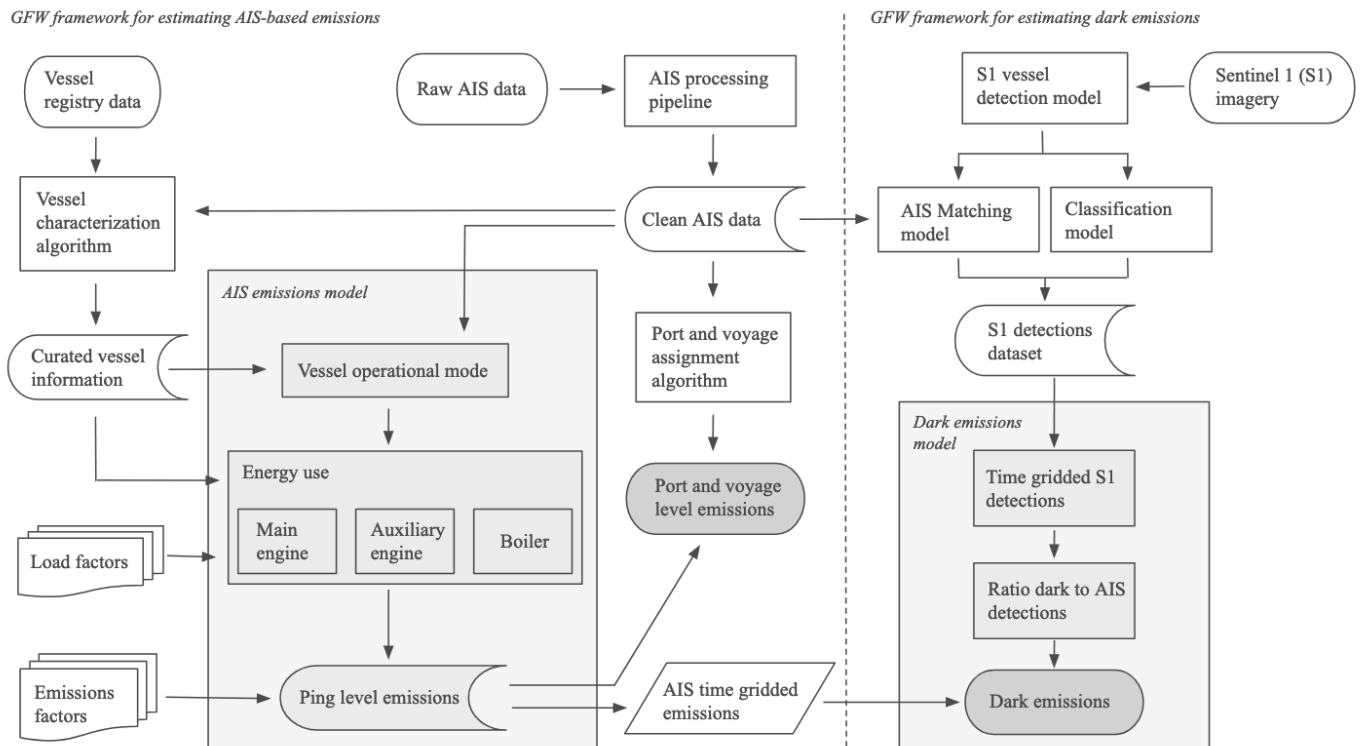 GFW framework for estimating AIS-based emissions
GFW framework for estimating dark emissions
Vessel
registry data
Raw AIS data
AIS processing
pipeline
S1 vessel
detection model
Sentinel 1 (S1)
imagery
Vessel
characterization
algorithm
Clean AIS data
AIS Matching
model
Classification
model
AIS emissions model
Curated vessel
information
Vessel operational mode
Port and voyage
assignment
algorithm
S1 detections
dataset
Dark emissions
model
Energy use
Main
engine
Auxiliary
engine
Boiler
Port and voyage
level emissions
Time gridded S1
detections
Load factors
Ratio dark to AIS
detections
Emissions
factors
Ping level emissions
AIS time gridded
emissions
Dark emissions